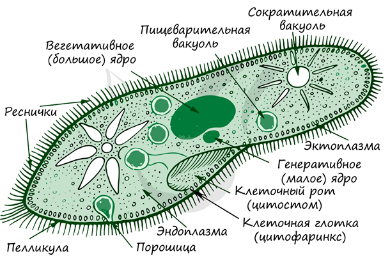 Сократительная
вакуоль
Пищеварительная
вакуоль
Вегетативное
(большое) ядро
Реснички
Эктоплазма
Генеративное
(малое) ядро
Клеточный рот
(цитостом)
Клеточная глотка
(цитофаринкс)
Эндоплазма
Порошица
Пелликула